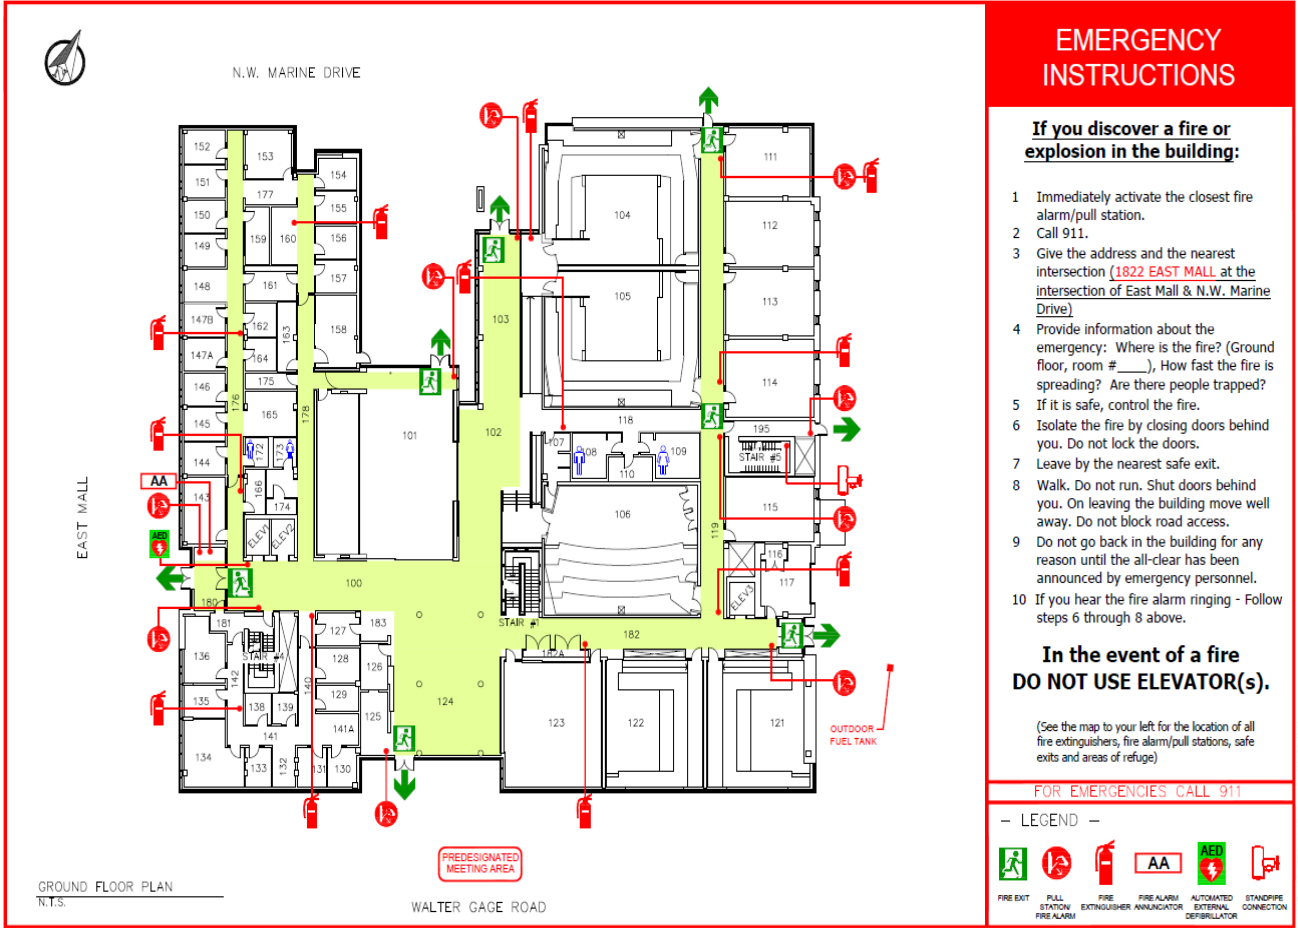 N.W. MARINE DRIVE
EAST MALL
WALTER GAGE ROAD
GROUND FLOOR PLAN
N.T.S.
PREDESIGNATED
MEETING AREA
OUTDOOR
FUEL TANK
AA
AED
152
153
154
151
177
155
150
159
160
156
149
157
148
161
147B
162
163
158
147A
164
175
146
176
178
165
145
172
173
144
166
143
174
ELEV1
ELEV2
101
100
180
181
127
183
136
STAIR #4
142
128
126
140
135
129
138
139
125
141
141A
134
133
132
131
130
124
103
102
104
105
118
107
108
109
110
106
STAIR #1
182
182A
123
122
121
111
112
113
114
195
STAIR #5
115
119
116
117
ELEV3
EMERGENCY
INSTRUCTIONS
If you discover a fire or
explosion in the building:
1 Immediately activate the closest fire
alarm/pull station.
2 Call 911.
3 Give the address and the nearest
intersection (1822 EAST MALL at the
intersection of East Mall & N.W. Marine
Drive)
4 Provide information about the
emergency: Where is the fire? (Ground
floor, room #____), How fast the fire is
spreading? Are there people trapped?
5 If it is safe, control the fire.
6 Isolate the fire by closing doors behind
you. Do not lock the doors.
7 Leave by the nearest safe exit.
8 Walk. Do not run. Shut doors behind
you. On leaving the building move well
away. Do not block road access.
9 Do not go back in the building for any
reason until the all-clear has been
announced by emergency personnel.
10 If you hear the fire alarm ringing - Follow
steps 6 through 8 above.
In the event of a fire
DO NOT USE ELEVATOR(s).
(See the map to your left for the location of all
fire extinguishers, fire alarm/pull stations, safe
exits and areas of refuge)
FOR EMERGENCIES CALL 911
- LEGEND -
AA
AED
FIRE EXIT
PULL
STATION/
FIRE ALARM
FIRE
EXTINGUISHER
FIRE ALARM
ANNUNCIATOR
AUTOMATED
EXTERNAL
DEFIBRILLATOR
STANDPIPE
CONNECTION